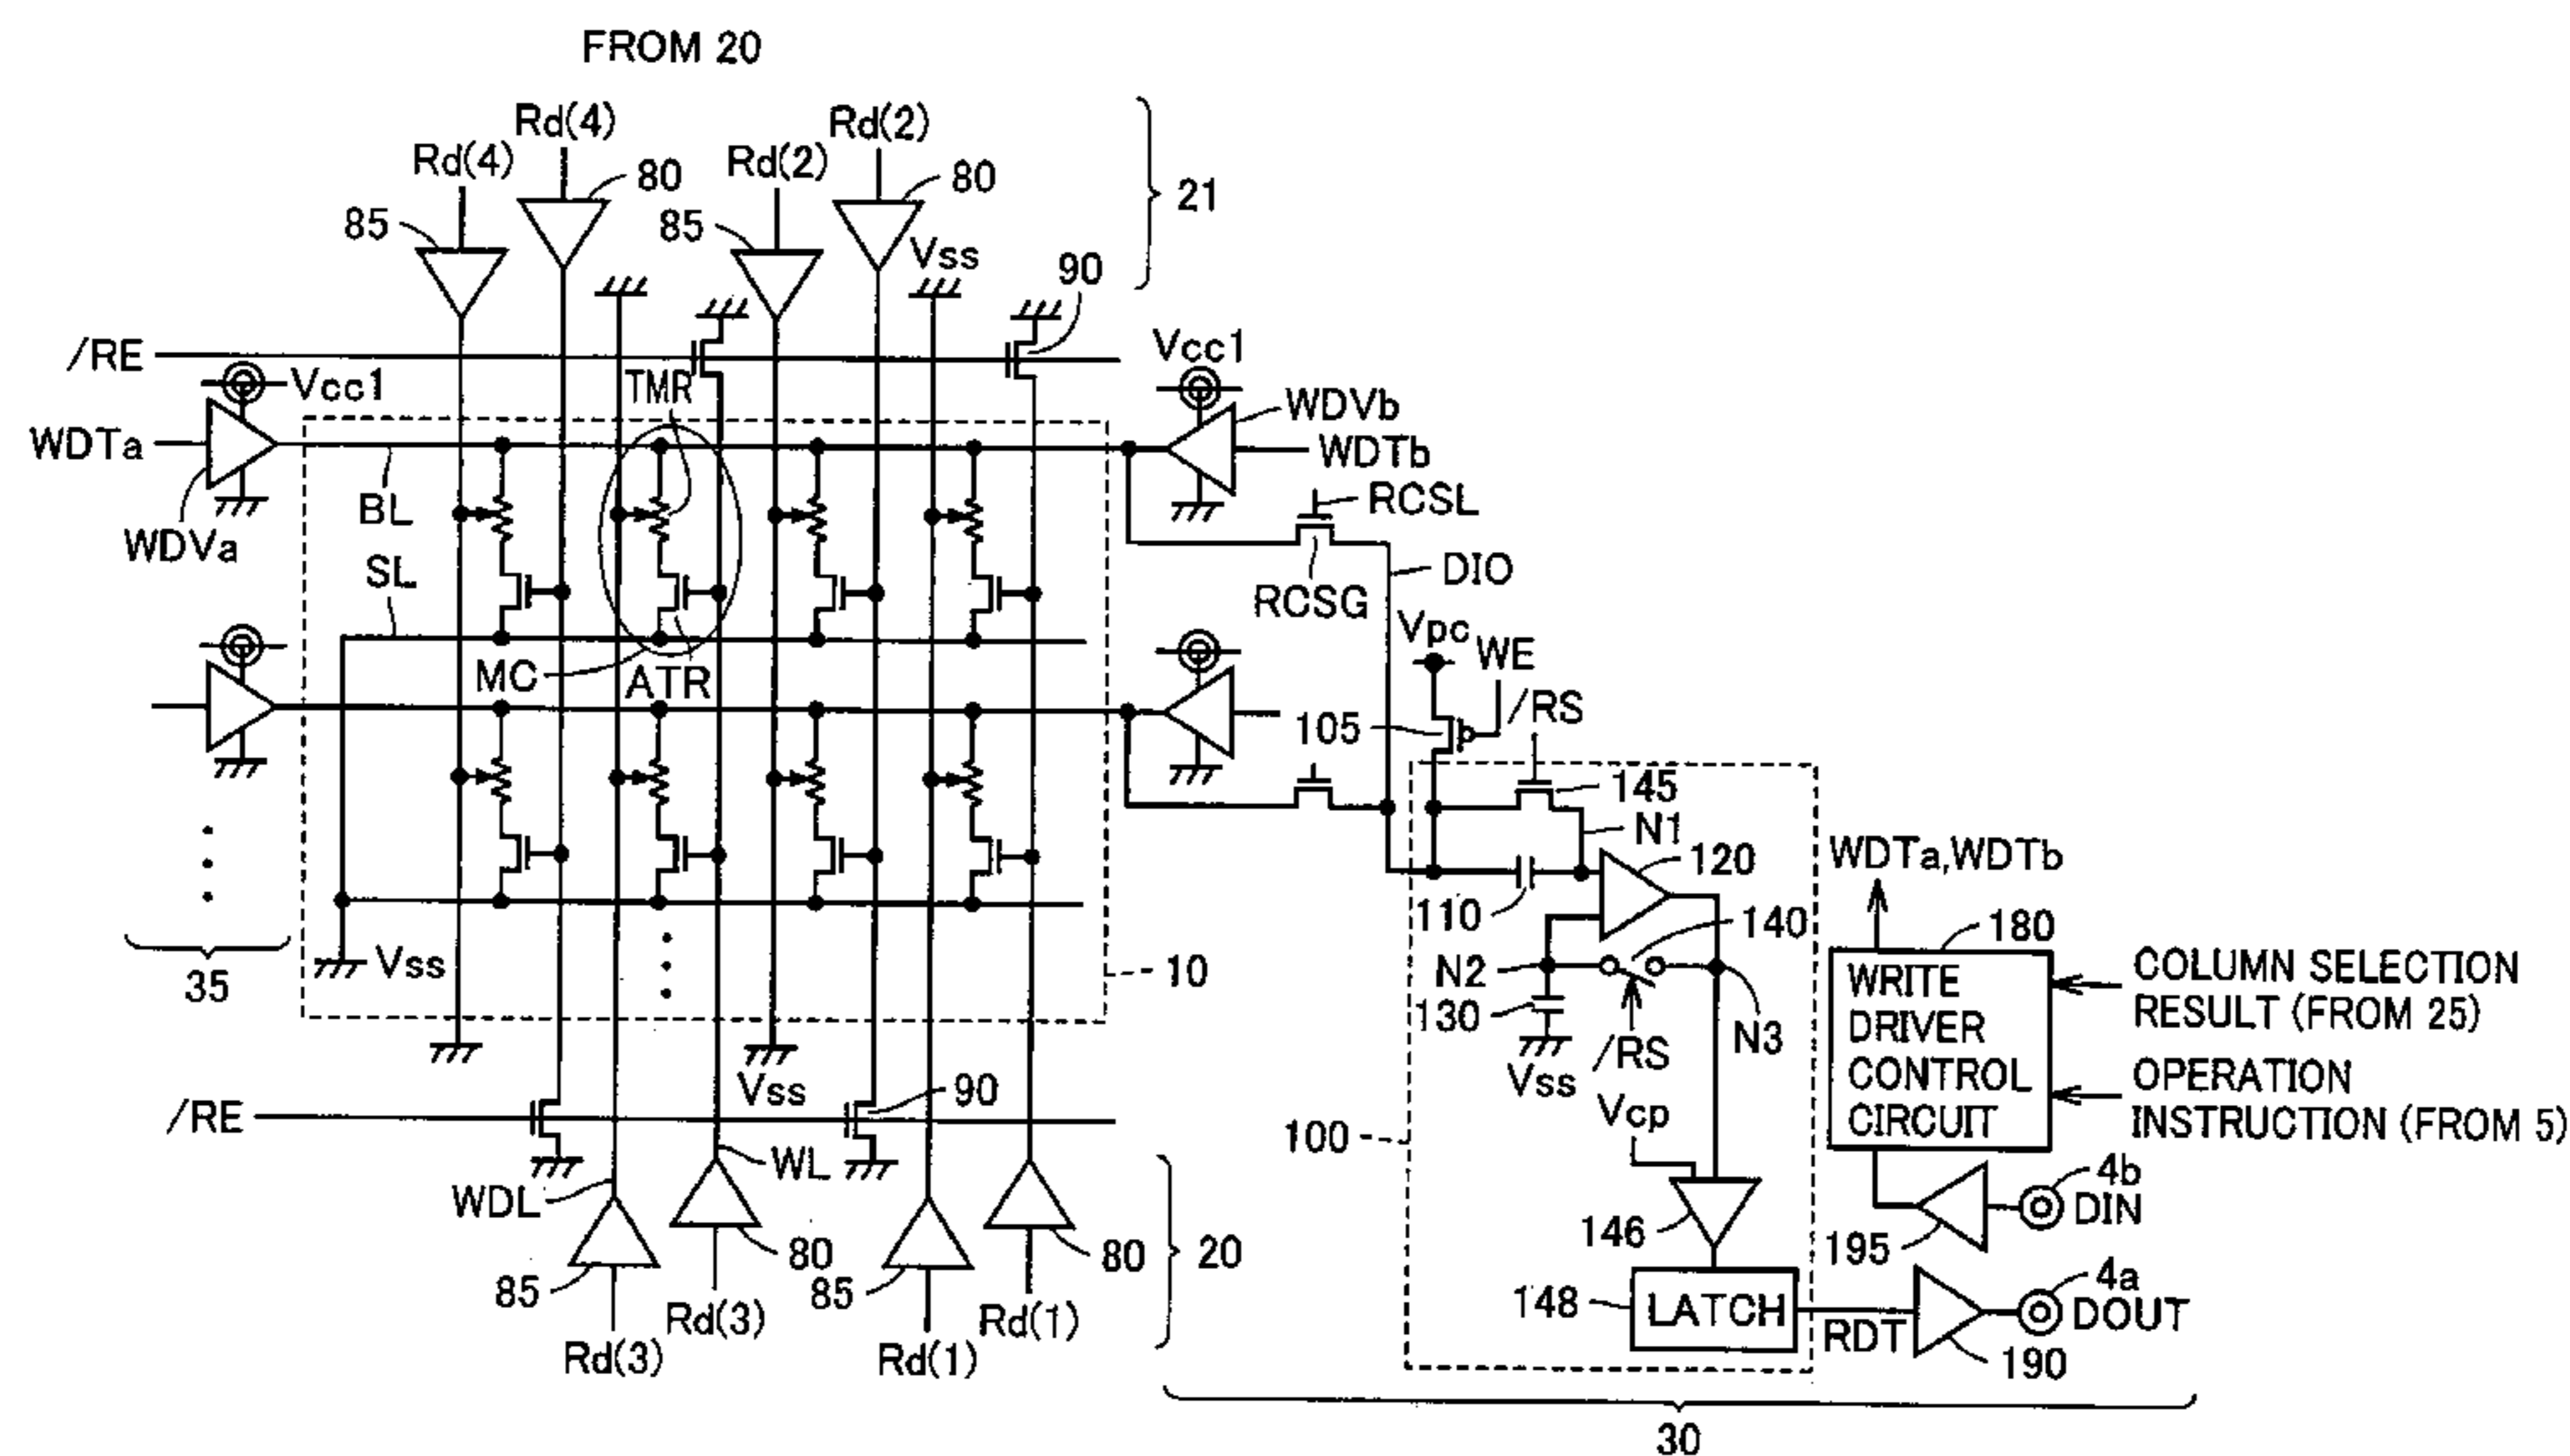 FROM 20
Rd(4)
Rd(4)
Rd(2)
Rd(2)
80
80
85
85
21
Vss
90
/RE
Vcc1
Vcc1
TMR
WDVb
WDTa
WDTb
BL
WDVa
RCSL
SL
RCSG
DIO
Vpc
WE
MC
ATR
105
/RS
145
N1
120
WDTa,WDTb
110
140
180
35
Vss
10
N2
130
Vss
/RS
N3
WRITE
DRIVER
CONTROL
CIRCUIT
COLUMN SELECTION
RESULT (FROM 25)
OPERATION
INSTRUCTION (FROM 5)
Vss
90
/RE
Vcp
100
WL
WDL
4b
DIN
195
146
85
80
85
80
20
148
LATCH
RDT
4a
DOUT
190
Rd(3)
Rd(3)
Rd(1)
Rd(1)
30